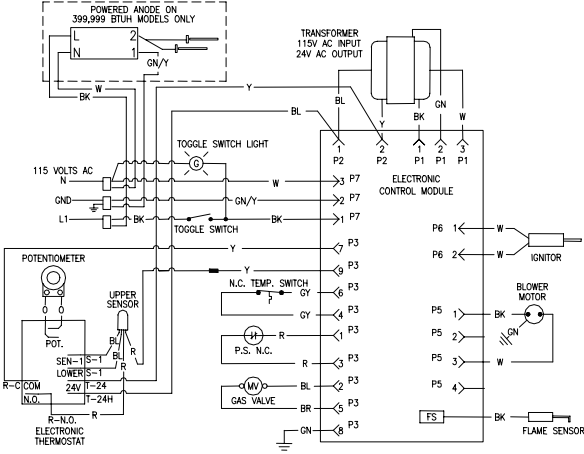 POWERED ANODE ON
399,999 BTUH MODELS ONLY
L 2
N 1
GN/Y
W
BK
Y
BL
TRANSFORMER
115V AC INPUT
24V AC OUTPUT
BL
Y
BK
GN
W
1 2 1 2 3
P2 P2 P1 P1 P1
ELECTRONIC
CONTROL MODULE
TOGGLE SWITCH LIGHT
G
115 VOLTS AC
N
W
3 P7
GND
GN/Y
2 P7
L1
BK
BK
1 P7
TOGGLE SWITCH
Y
7 P3
Y
9 P3
N.C. TEMP. SWITCH
GY
6 P3
GY
4 P3
P.S. N.C.
R
1 P3
R
3 P3
MV
GAS VALVE
BL
2 P3
BR
5 P3
GN
8 P3
P6 1
W
P6 2
W
IGNITOR
BLOWER
MOTOR
P5 1
BK
GN
P5 2
P5 3
W
P5 4
FS
BK
FLAME SENSOR
POTENTIOMETER
POT.
UPPER
SENSOR
BL
BL
R
R
SEN-1 S-1
LOWER S-1
R-C COM 24V T-24
N.O. T-24H
R-N.O. R
ELECTRONIC
THERMOSTAT